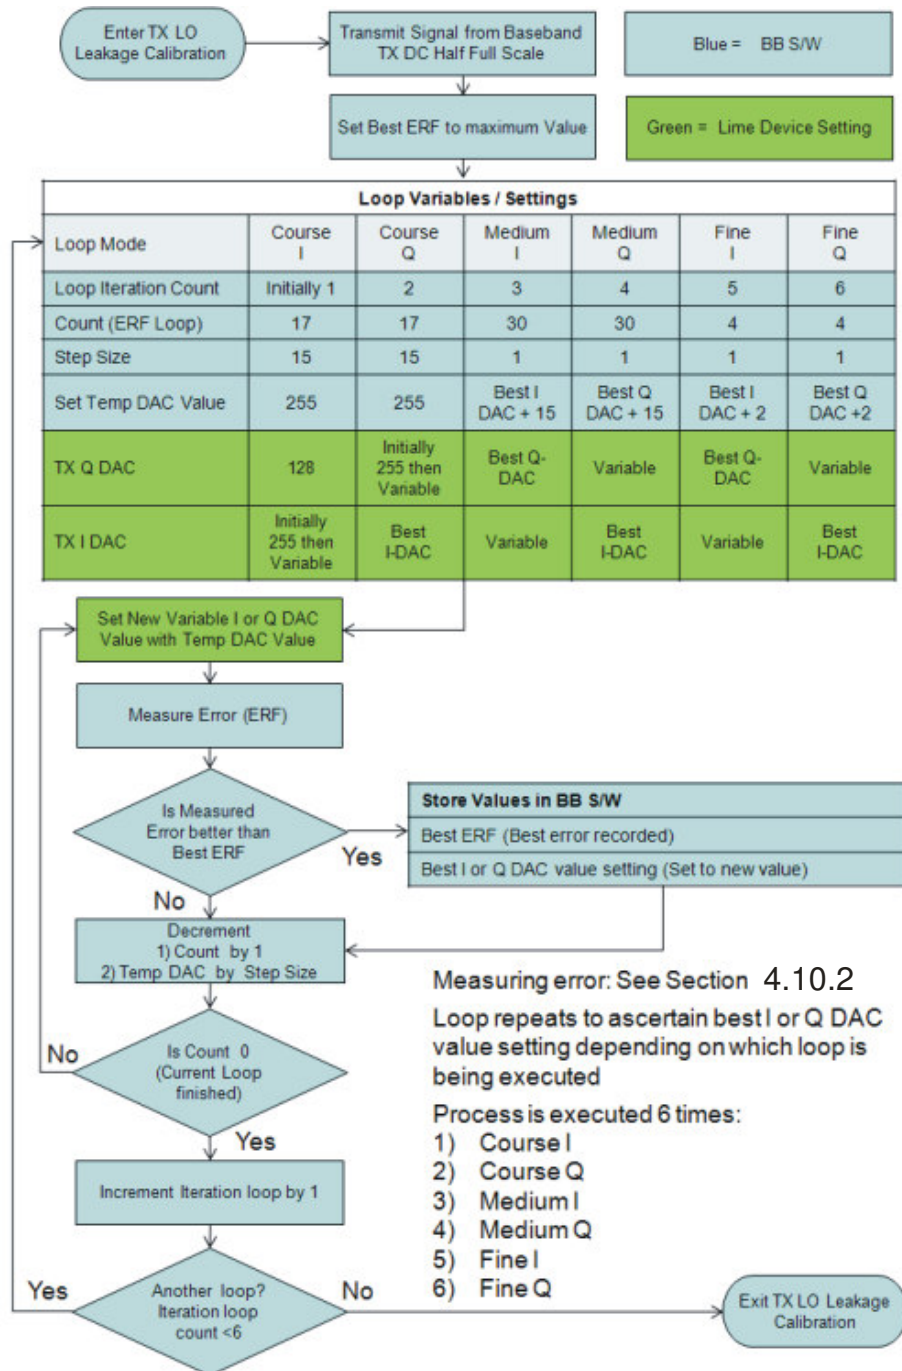 Enter TX LO
Leakage Calibration
Transmit Signal from Baseband
TX DC Half Full Scale
Blue = BB S/W
Set Best ERF to maximum Value
Green = Lime Device Setting
Loop Variables / Settings
Loop Mode
Course
I
Course
Q
Medium
I
Medium
Q
Fine
I
Fine
Q
Loop Iteration Count
Initially 1
2
3
4
5
6
Count (ERF Loop)
17
17
30
30
4
4
Step Size
15
15
1
1
1
1
Set Temp DAC Value
255
255
Best I
DAC + 15
Best Q
DAC + 15
Best I
DAC + 2
Best Q
DAC +2
TX Q DAC
128
Initially
255 then
Variable
Best Q-
DAC
Variable
Best Q-
DAC
Variable
TX I DAC
Initially
255 then
Variable
Best
I-DAC
Variable
Best
I-DAC
Variable
Best
I-DAC
Set New Variable I or Q DAC
Value with Temp DAC Value
Measure Error (ERF)
Is Measured
Error better than
Best ERF
Yes
No
Store Values in BB S/W
Best ERF (Best error recorded)
Best I or Q DAC value setting (Set to new value)
Decrement
1) Count by 1
2) Temp DAC by Step Size
Is Count 0
(Current Loop
finished)
No
Yes
Increment Iteration loop by 1
Another loop?
Iteration loop
count <6
Yes
No
Measuring error: See Section 4.10.2
Loop repeats to ascertain best I or Q DAC
value setting depending on which loop is
being executed
Process is executed 6 times:
1) Course I
2) Course Q
3) Medium I
4) Medium Q
5) Fine I
6) Fine Q
Exit TX LO Leakage
Calibration